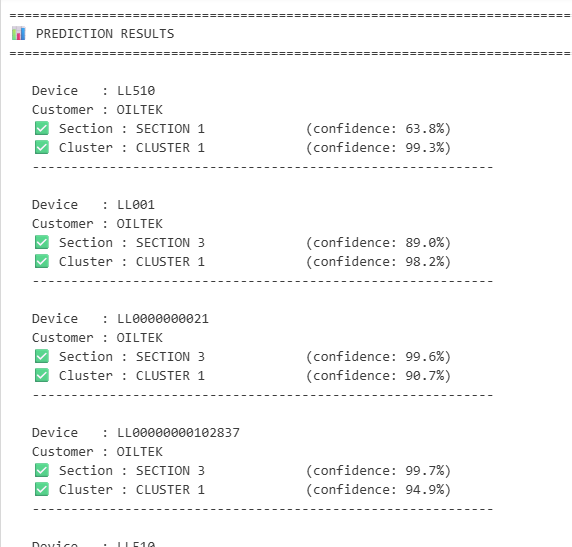 ================================================================================
📊 PREDICTION RESULTS
================================================================================
Device   : LL510
Customer : OILTEK
✅ Section : SECTION 1             (confidence: 63.8%)
✅ Cluster : CLUSTER 1             (confidence: 99.3%)
------------------------------------------------------------
Device   : LL001
Customer : OILTEK
✅ Section : SECTION 3             (confidence: 89.0%)
✅ Cluster : CLUSTER 1             (confidence: 98.2%)
------------------------------------------------------------
Device   : LL0000000021
Customer : OILTEK
✅ Section : SECTION 3             (confidence: 99.6%)
✅ Cluster : CLUSTER 1             (confidence: 90.7%)
------------------------------------------------------------
Device   : LL00000000102837
Customer : OILTEK
✅ Section : SECTION 3             (confidence: 99.7%)
✅ Cluster : CLUSTER 1             (confidence: 94.9%)
------------------------------------------------------------
Device   : LL510